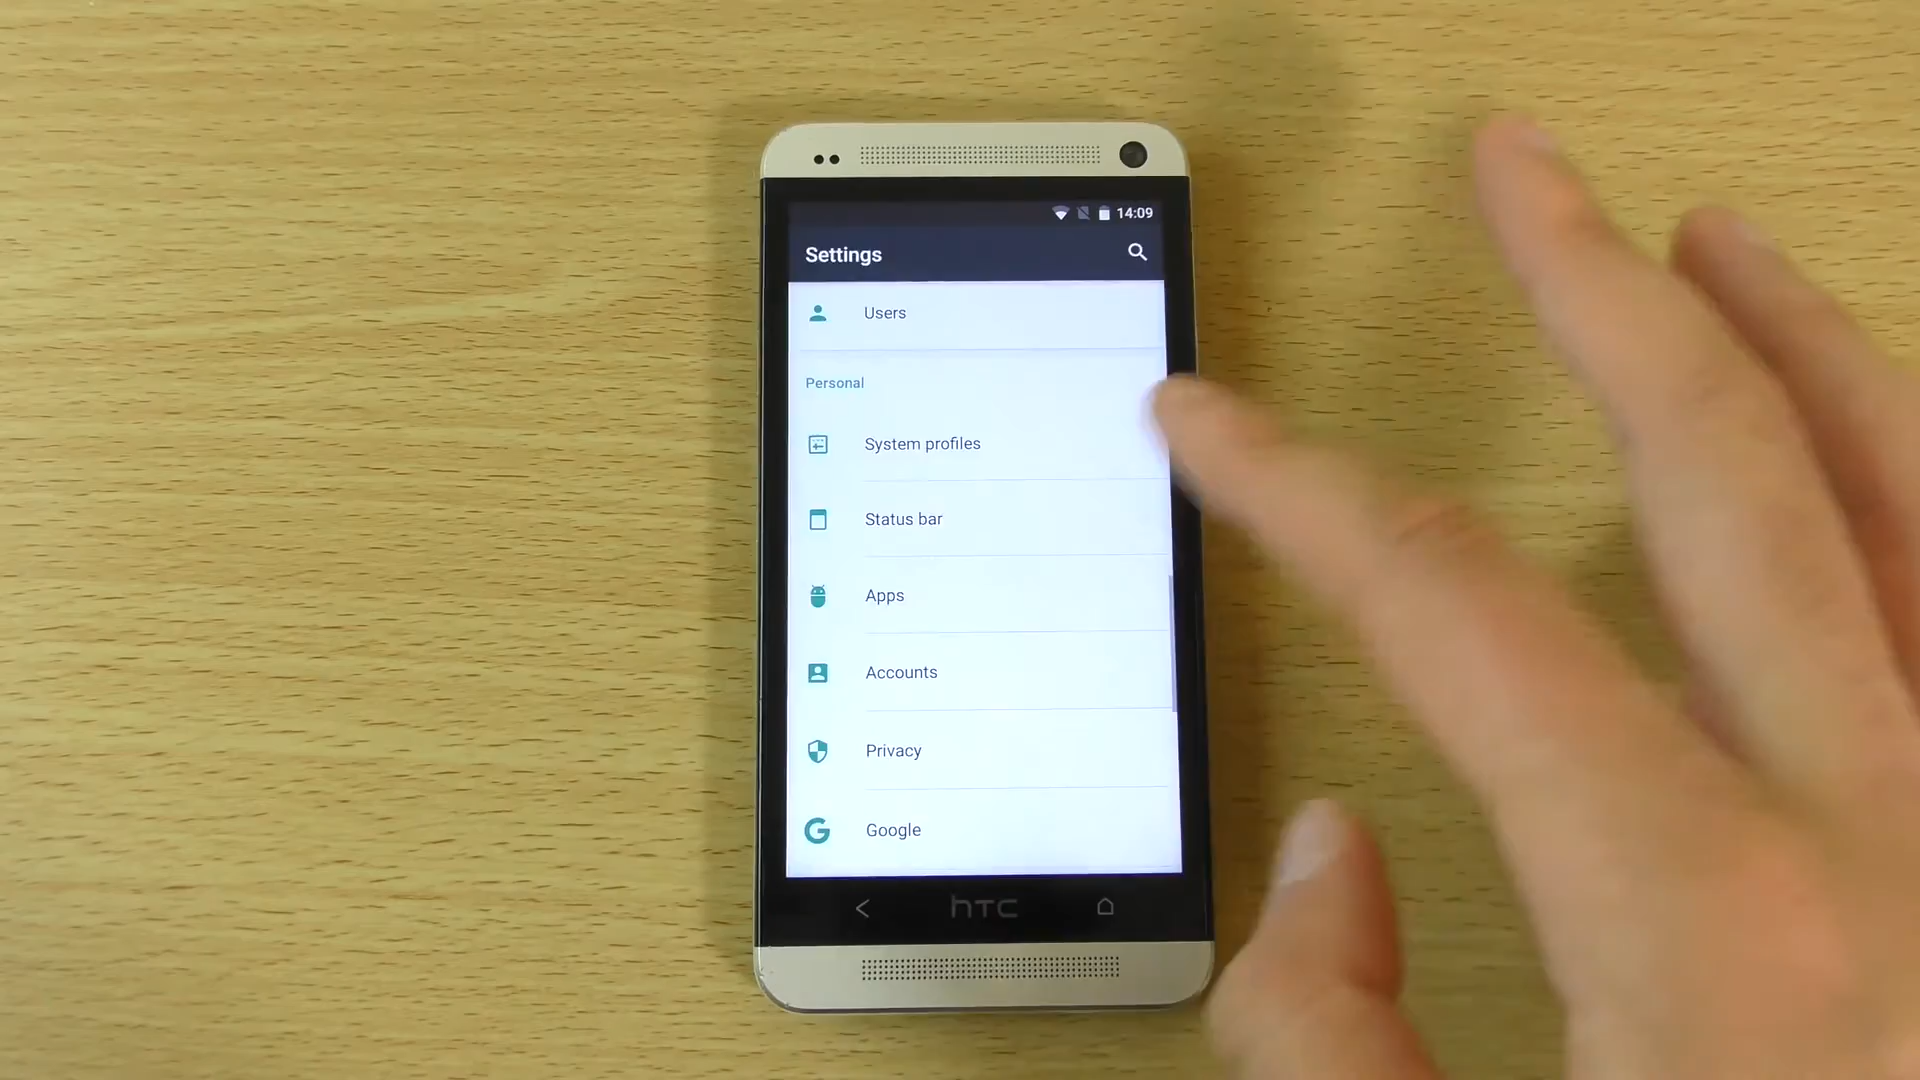 14:09
Settings
Users
Personal
System profiles
Status bar
Apps
Accounts
Privacy
Google
hTC